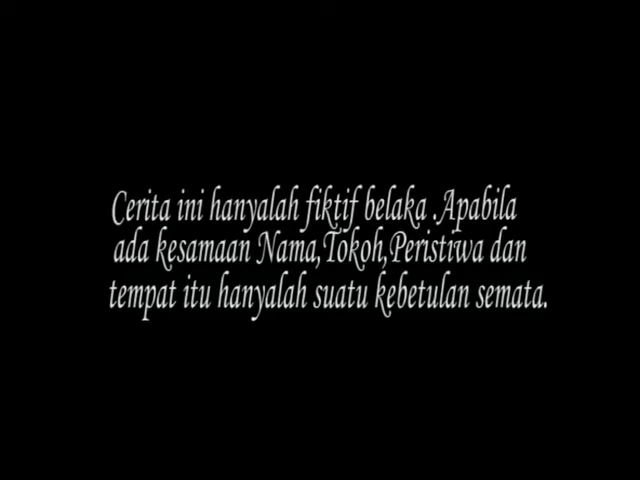 Cerita ini hanyalah fiktif belaka .Apabila
ada kesamaan Nama,Tokoh,Peristiwa dan
tempat itu hanyalah suatu kebetulan semata.